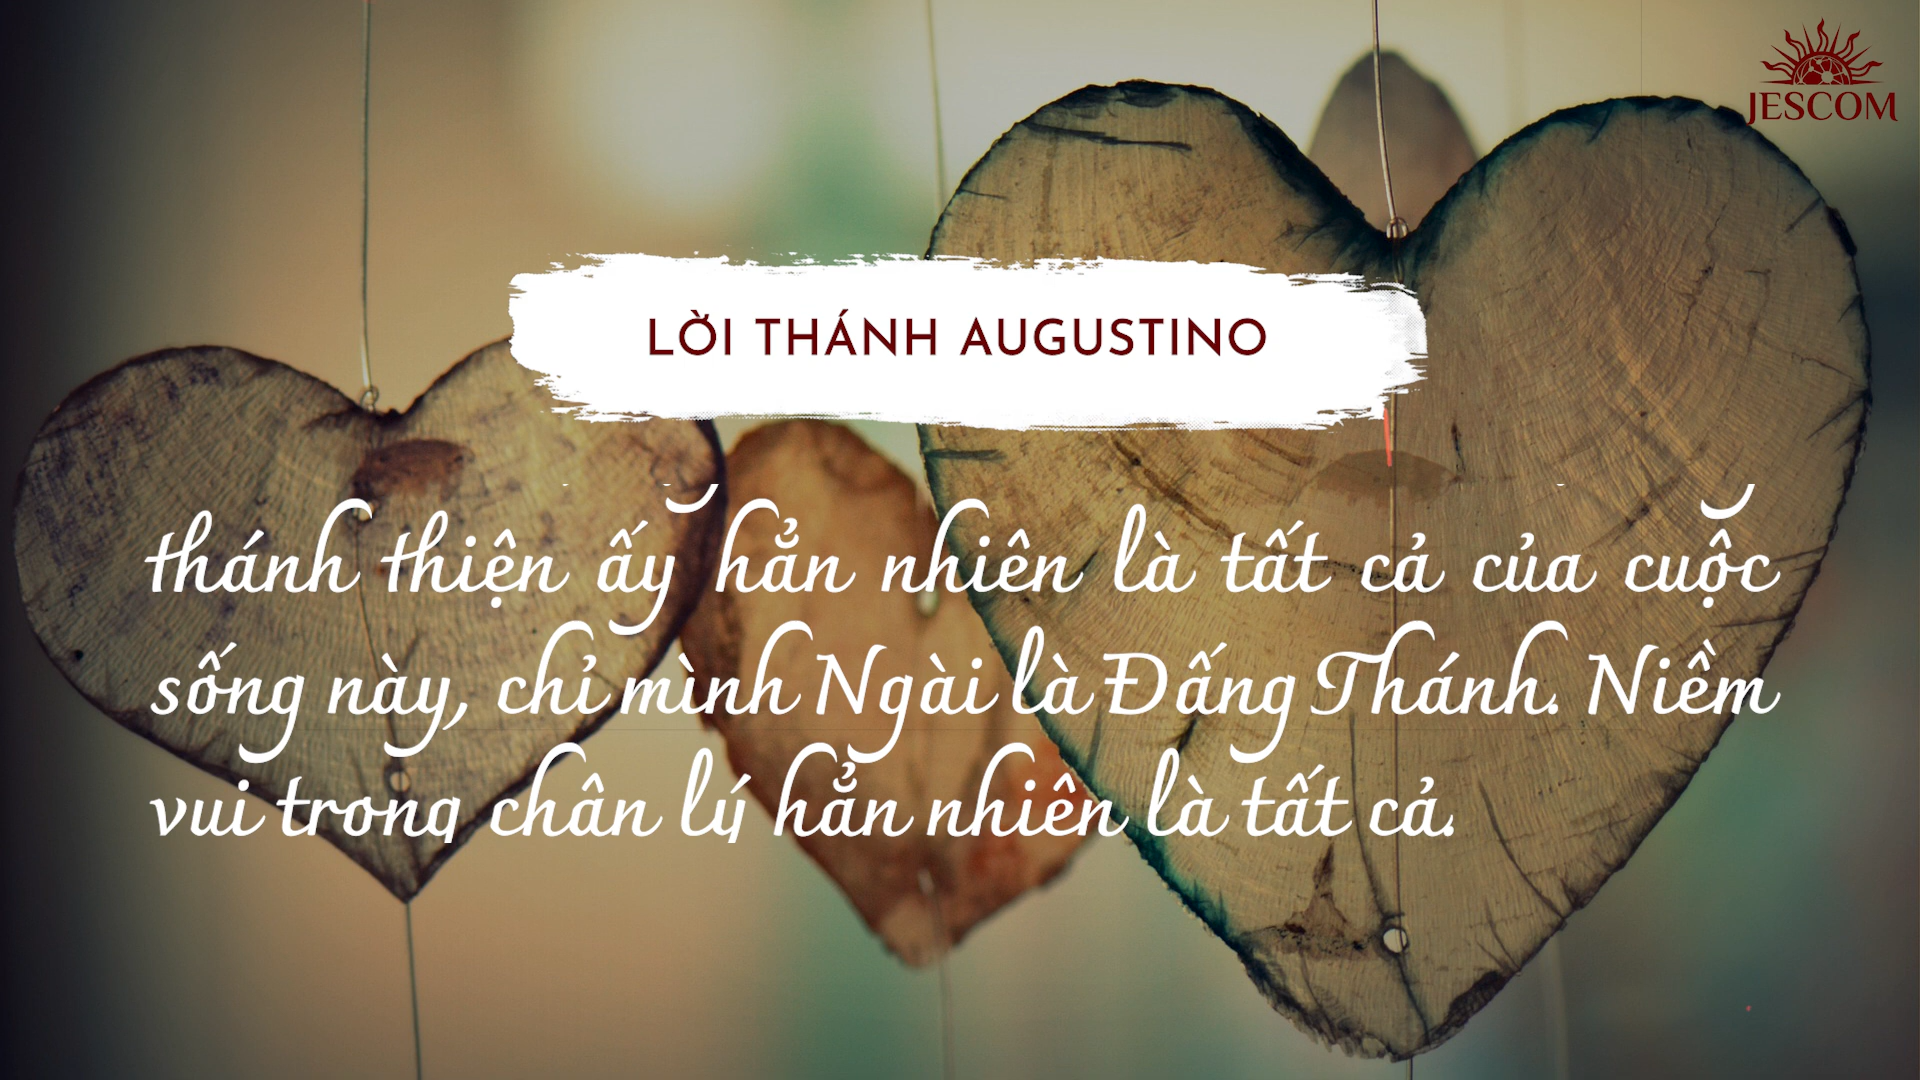 JESCOM
LỜI THÁNH AUGUSTINO
thánh thiện ấy hẳn nhiên là tất cả của cuộc
sống này, chỉ mình Ngài là Đấng Thánh. Niềm
vui trong chân lý hẳn nhiên là tất cả.